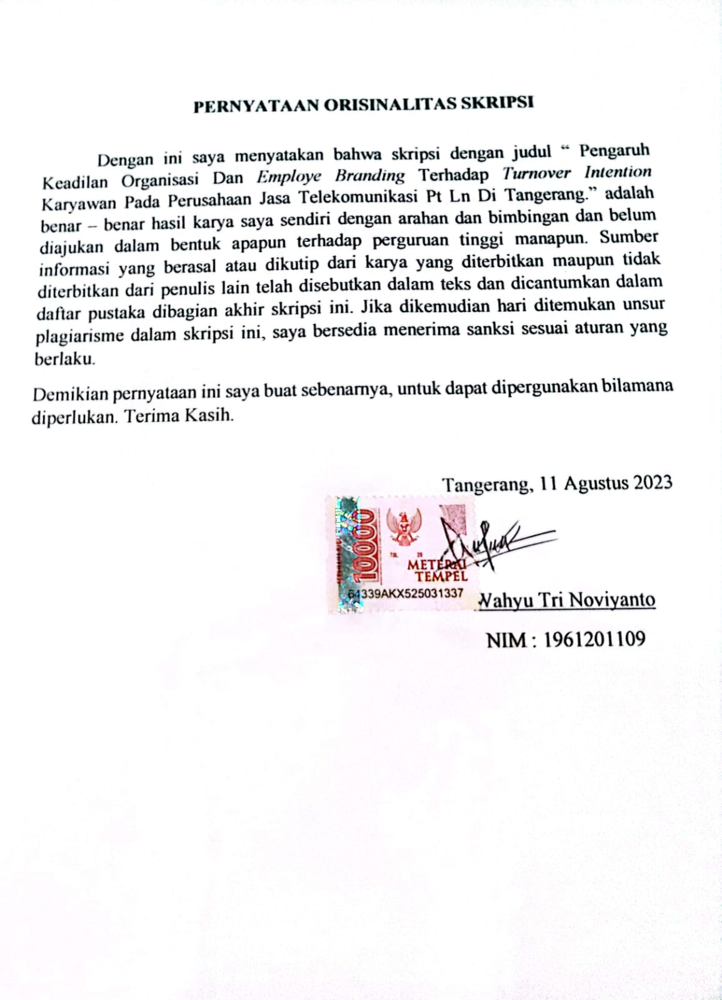 PERNYATAAN ORISINALITAS SKRIPSI
Dengan ini saya menyatakan bahwa skripsi dengan judul “ Pengaruh
Keadilan Organisasi Dan Employe Branding Terhadap Turnover Intention
Karyawan Pada Perusahaan Jasa Telekomunikasi Pt Ln Di Tangerang.” adalah
benar – benar hasil karya saya sendiri dengan arahan dan bimbingan dan belum
diajukan dalam bentuk apapun terhadap perguruan tinggi manapun. Sumber
informasi yang berasal atau dikutip dari karya yang diterbitkan maupun tidak
diterbitkan dari penulis lain telah disebutkan dalam teks dan dicantumkan dalam
daftar pustaka dibagian akhir skripsi ini. Jika dikemudian hari ditemukan unsur
plagiarisme dalam skripsi ini, saya bersedia menerima sanksi sesuai aturan yang
berlaku.
Demikian pernyataan ini saya buat sebenarnya, untuk dapat dipergunakan bilamana
diperlukan. Terima Kasih.
Tangerang, 11 Agustus 2023
10000
TGL. 20
METERAI
TEMPEL
64339AKX525031337
Wahyu Tri Noviyanto
NIM : 1961201109